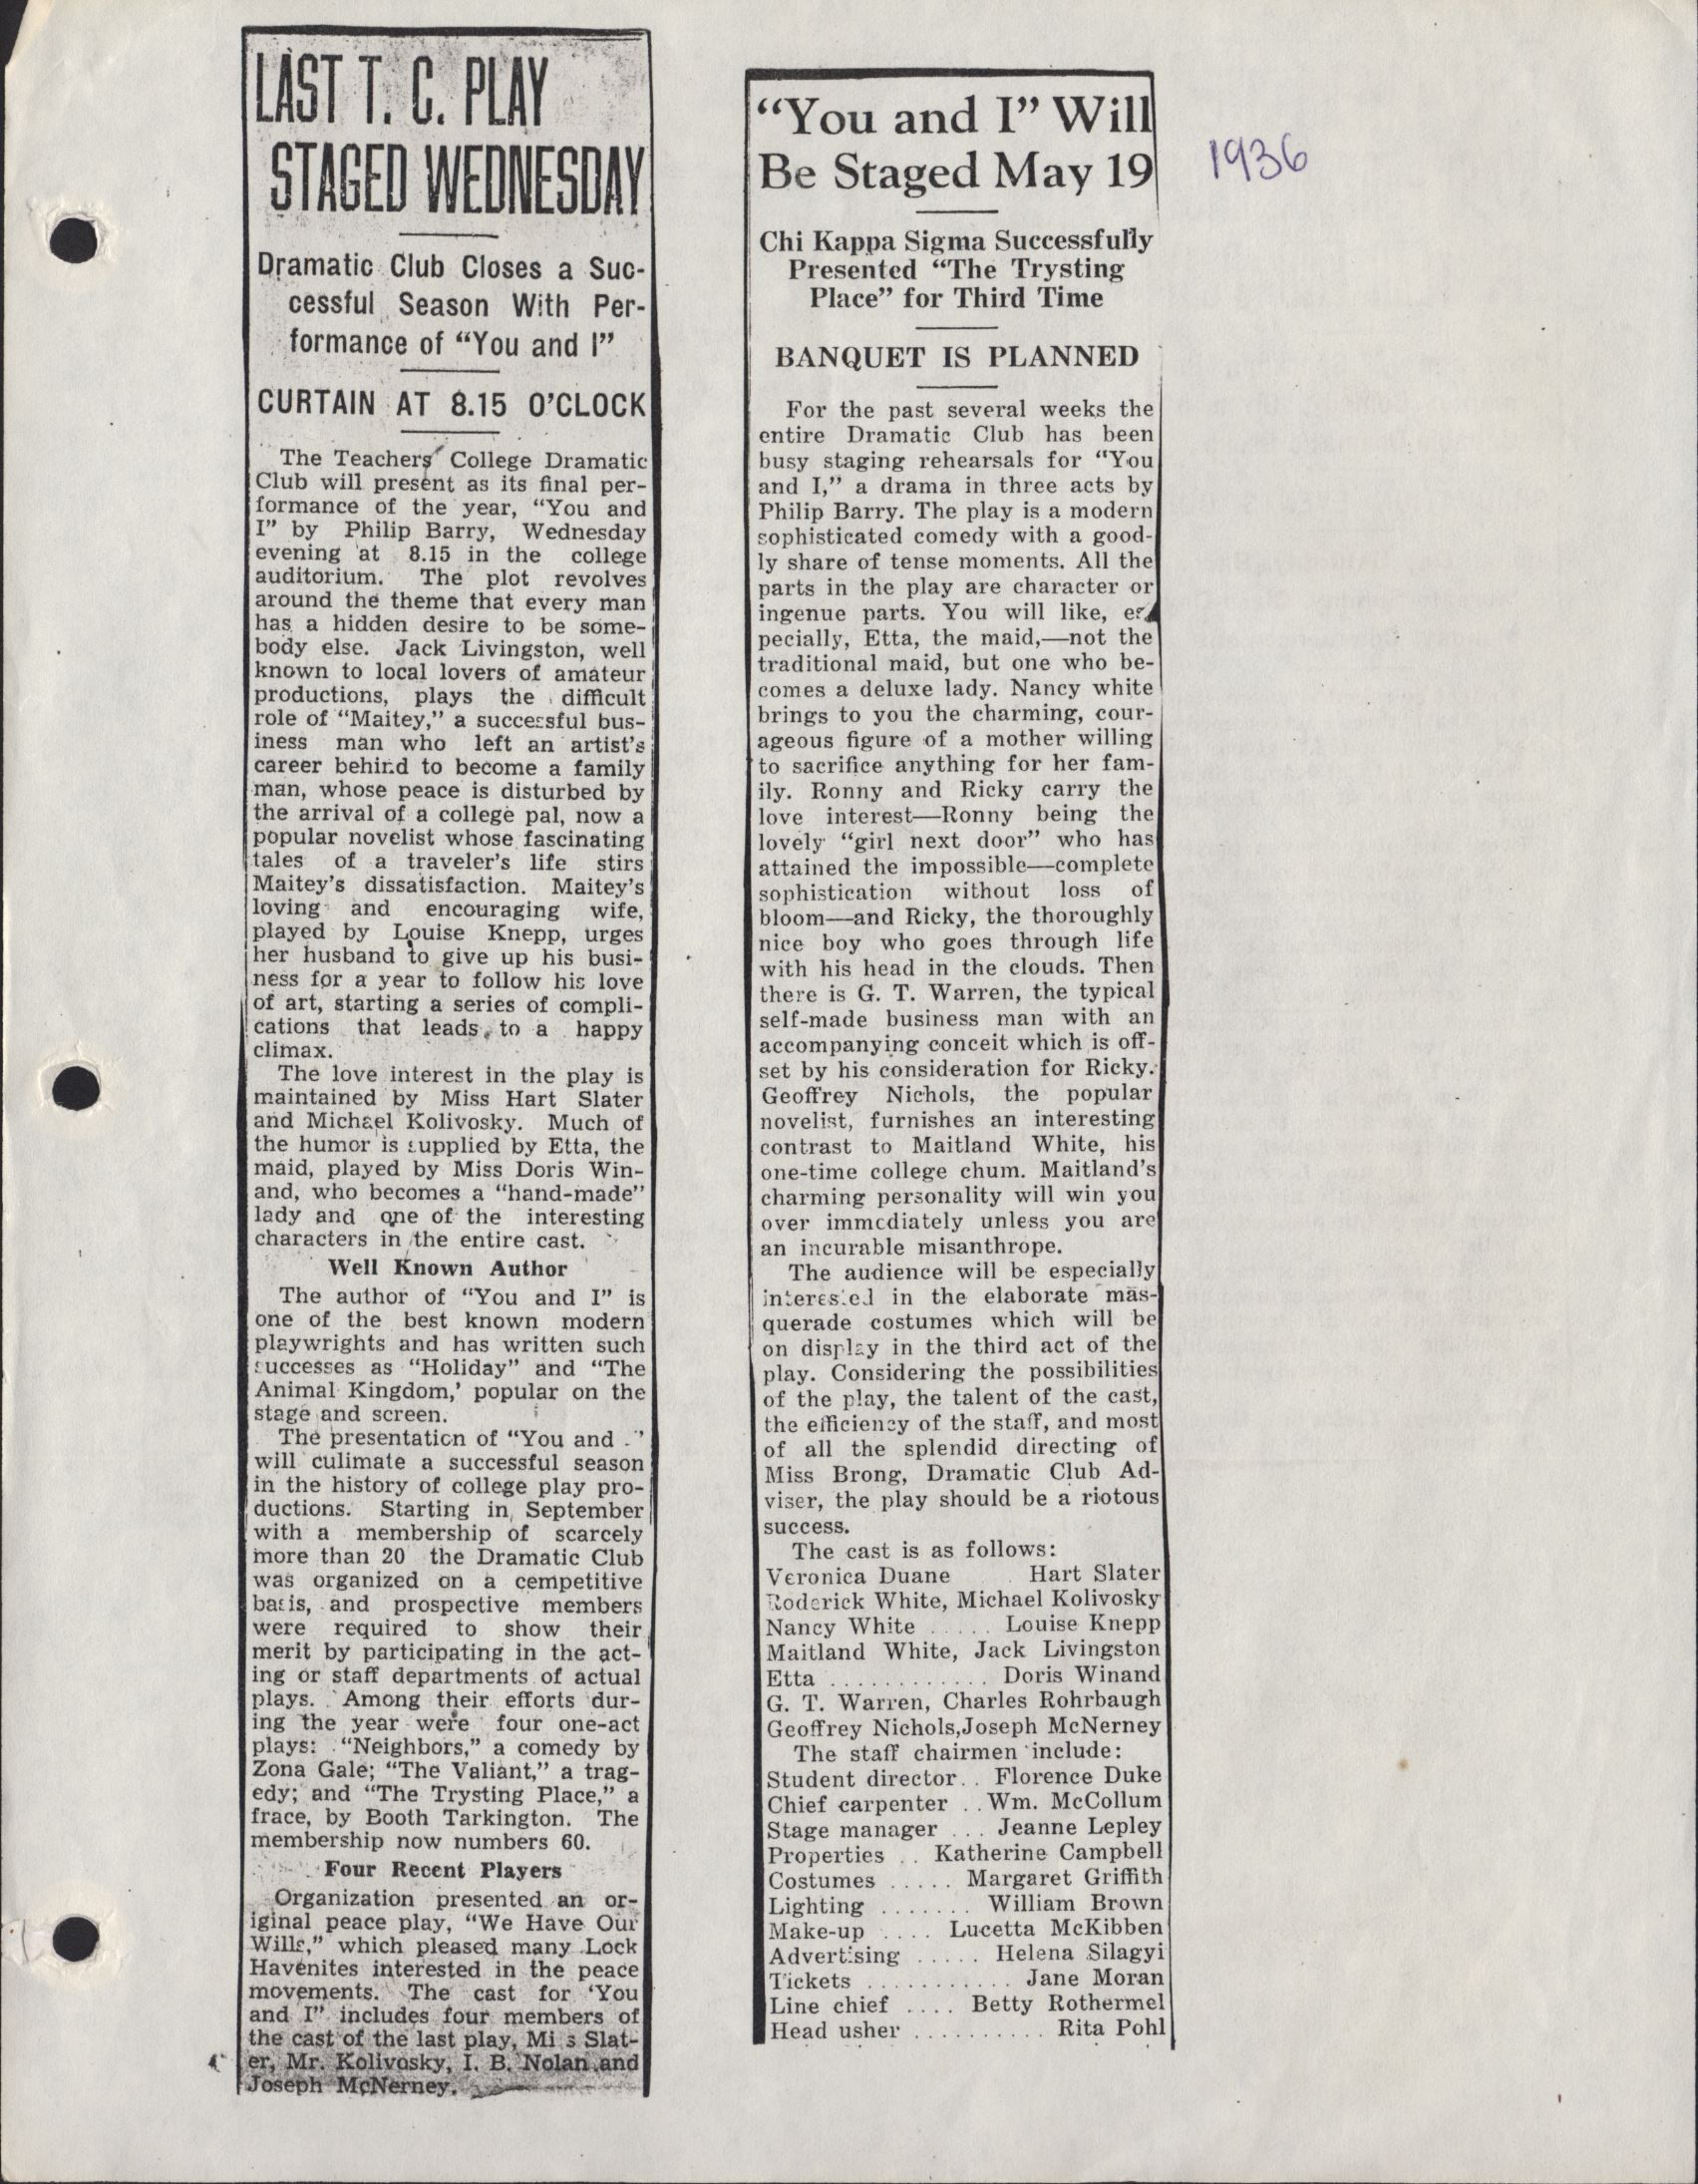 LAST T. C. PLAY
STAGED WEDNESDAY
Dramatic Club Closes a Suc-
cessful Season With Per-
formance of "You and I"
CURTAIN AT 8.15 O'CLOCK
The Teachers' College Dramatic
Club will present as its final per-
formance of the year, "You and
I" by Philip Barry, Wednesday
evening at 8.15 in the college
auditorium. The plot revolves
around the theme that every man
has a hidden desire to be some-
body else. Jack Livingston, well
known to local lovers of amateur
productions, plays the difficult
role of "Maitey," a successful bus-
iness man who left an artist's
career behind to become a family
man, whose peace is disturbed by
the arrival of a college pal, now a
popular novelist whose fascinating
tales of a traveler's life stirs
Maitey's dissatisfaction. Maitey's
loving and encouraging wife,
played by Louise Knepp, urges
her husband to give up his busi-
ness for a year to follow his love
of art, starting a series of compli-
cations that leads to a happy
climax.
The love interest in the play is
maintained by Miss Hart Slater
and Michael Kolivosky. Much of
the humor is supplied by Etta, the
maid, played by Miss Doris Win-
and, who becomes a "hand-made"
lady and one of the interesting
characters in the entire cast.
Well Known Author
The author of "You and I" is
one of the best known modern
playwrights and has written such
successes as "Holiday" and "The
Animal Kingdom,' popular on the
stage and screen.
The presentation of "You and ."
will culimate a successful season
in the history of college play pro-
ductions. Starting in September
with a membership of scarcely
more than 20 the Dramatic Club
was organized on a cempetitive
basis, and prospective members
were required to show their
merit by participating in the act-
ing or staff departments of actual
plays. Among their efforts dur-
ing the year were four one-act
plays: "Neighbors," a comedy by
Zona Gale; "The Valiant," a trag-
edy; and "The Trysting Place," a
frace, by Booth Tarkington. The
membership now numbers 60.
Four Recent Players
Organization presented an or-
iginal peace play, "We Have Our
Wills," which pleased many Lock
Havenites interested in the peace
movements. The cast for 'You
and I" includes four members of
the cast of the last play, Miss Slat-
er, Mr. Kolivosky, I. B. Nolan and
Joseph McNerney.
"You and I" Will
Be Staged May 19
1936
Chi Kappa Sigma Successfully
Presented "The Trysting
Place" for Third Time
BANQUET IS PLANNED
For the past several weeks the
entire Dramatic Club has been
busy staging rehearsals for "You
and I," a drama in three acts by
Philip Barry. The play is a modern
sophisticated comedy with a good-
ly share of tense moments. All the
parts in the play are character or
ingenue parts. You will like, es-
pecially, Etta, the maid,—not the
traditional maid, but one who be-
comes a deluxe lady. Nancy white
brings to you the charming, cour-
ageous figure of a mother willing
to sacrifice anything for her fam-
ily. Ronny and Ricky carry the
love interest—Ronny being the
lovely "girl next door" who has
attained the impossible—complete
sophistication without loss of
bloom—and Ricky, the thoroughly
nice boy who goes through life
with his head in the clouds. Then
there is G. T. Warren, the typical
self-made business man with an
accompanying conceit which is off-
set by his consideration for Ricky.
Geoffrey Nichols, the popular
novelist, furnishes an interesting
contrast to Maitland White, his
one-time college chum. Maitland's
charming personality will win you
over immediately unless you are
an incurable misanthrope.
The audience will be especially
interested in the elaborate mas-
querade costumes which will be
on display in the third act of the
play. Considering the possibilities
of the play, the talent of the cast,
the efficiency of the staff, and most
of all the splendid directing of
Miss Brong, Dramatic Club Ad-
viser, the play should be a riotous
success.
The cast is as follows:
Veronica Duane Hart Slater
Roderick White, Michael Kolivosky
Nancy White ..... Louise Knepp
Maitland White, Jack Livingston
Etta ............ Doris Winand
G. T. Warren, Charles Rohrbaugh
Geoffrey Nichols,Joseph McNerney
The staff chairmen include:
Student director.. Florence Duke
Chief carpenter .. Wm. McCollum
Stage manager ... Jeanne Lepley
Properties .. Katherine Campbell
Costumes ..... Margaret Griffith
Lighting ....... William Brown
Make-up .... Lucetta McKibben
Advertising ..... Helena Silagyi
Tickets ........... Jane Moran
Line chief .... Betty Rothermel
Head usher .......... Rita Pohl